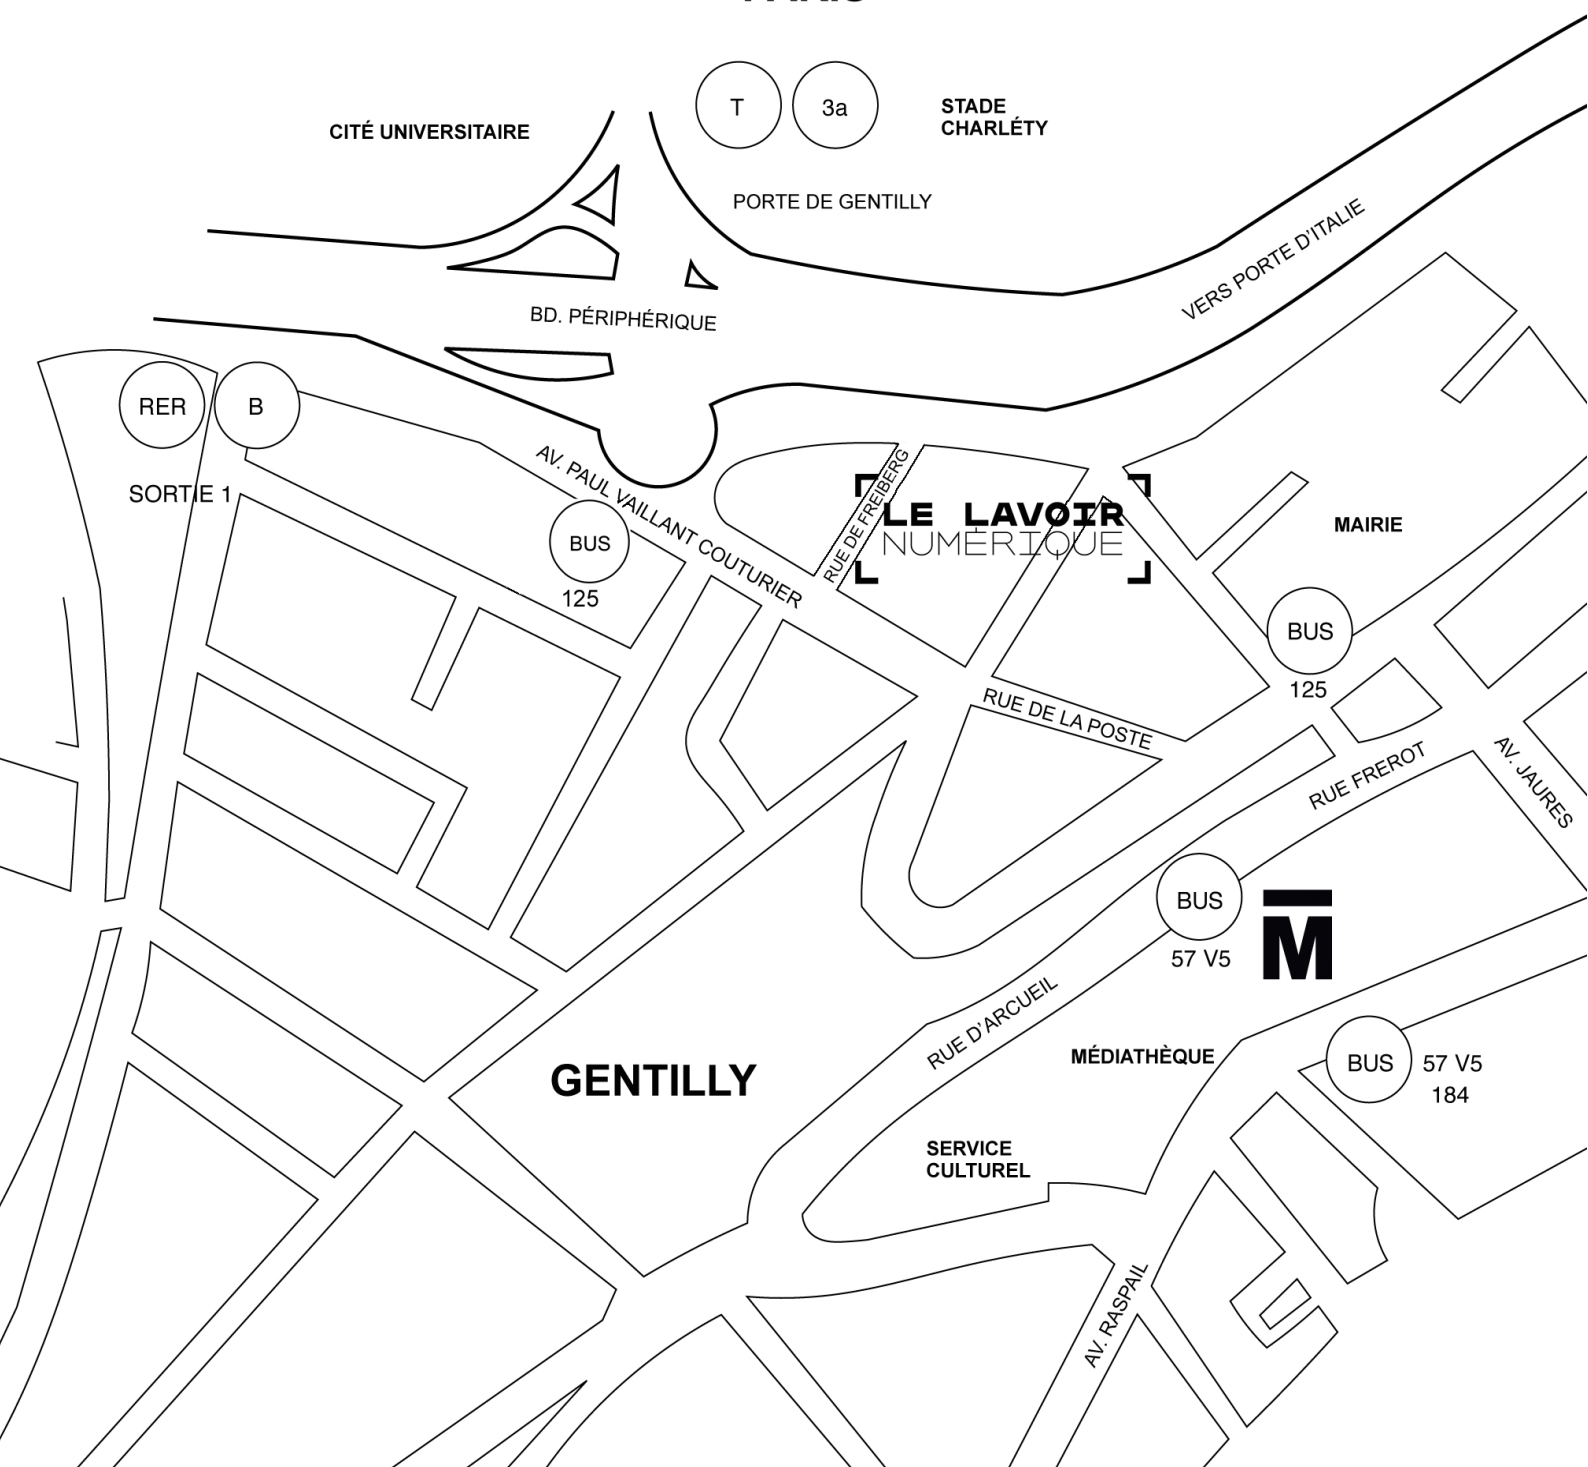 PARIS
T
3a
STADE
CHARLÉTY
CITÉ UNIVERSITAIRE
PORTE DE GENTILLY
VERS PORTE D'ITALIE
BD. PÉRIPHÉRIQUE
RER
B
SORTIE 1
AV. PAUL VAILLANT COUTURIER
BUS
125
RUE DE FREIBERG
LE LAVOIR
NUMÉRIQUE
MAIRIE
BUS
125
RUE DE LA POSTE
RUE FREROT
AV. JAURES
BUS
57 V5
M
RUE D'ARCUEIL
MÉDIATHÈQUE
BUS
57 V5
184
GENTILLY
SERVICE
CULTUREL
AV. RASPAIL